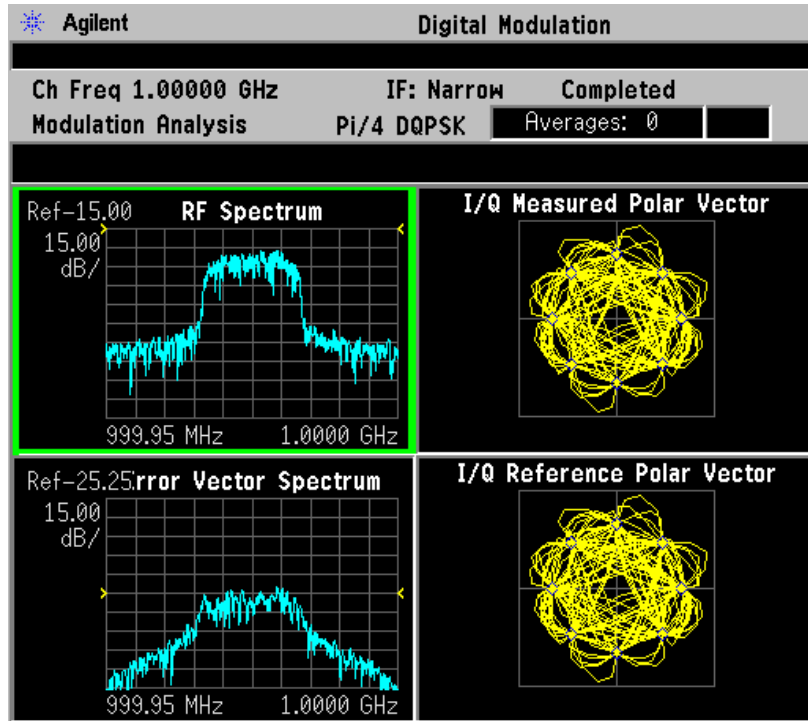 Agilent Digital Modulation
Ch Freq 1.00000 GHz IF: Narrow Completed
Modulation Analysis Pi/4 DQPSK Averages: 0
Ref-15.00 RF Spectrum
15.00
dB/
999.95 MHz 1.0000 GHz
I/Q Measured Polar Vector
Ref-25.25 rror Vector Spectrum
15.00
dB/
999.95 MHz 1.0000 GHz
I/Q Reference Polar Vector